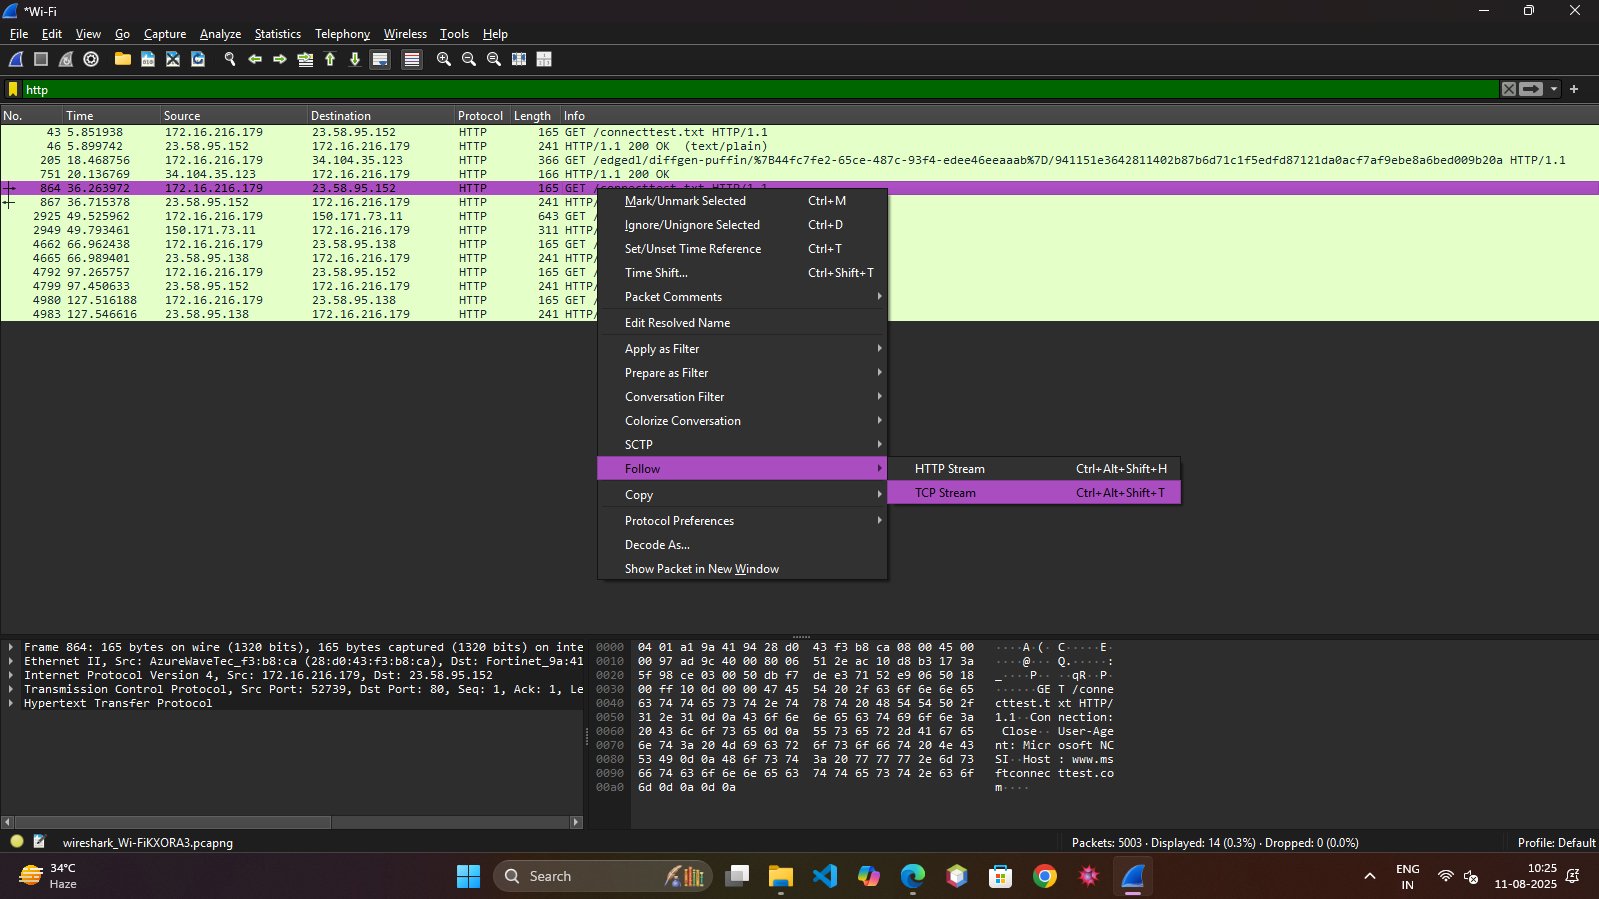 *Wi-Fi
File Edit View Go Capture Analyze Statistics Telephony Wireless Tools Help
http
No. Time Source Destination Protocol Length Info
43 5.851938 172.16.216.179 23.58.95.152 HTTP 165 GET /connecttest.txt HTTP/1.1
46 5.899742 23.58.95.152 172.16.216.179 HTTP 241 HTTP/1.1 200 OK (text/plain)
205 18.468756 172.16.216.179 34.104.35.123 HTTP 366 GET /edgedl/diffgen-puffin/%7B44fc7fe2-65ce-487c-93f4-edee46eeaaab%7D/941151e3642811402b87b6d71c1f5edfd87121da0acf7af9ebe8a6bed009b20a HTTP/1.1
751 20.136769 34.104.35.123 172.16.216.179 HTTP 166 HTTP/1.1 200 OK
864 36.263972 172.16.216.179 23.58.95.152 HTTP 165 GET /connecttest.txt HTTP/1.1
867 36.715378 23.58.95.152 172.16.216.179 HTTP 241 HTTP/
2925 49.525962 172.16.216.179 150.171.73.11 HTTP 643 GET /
2949 49.793461 150.171.73.11 172.16.216.179 HTTP 311 HTTP/
4662 66.962438 172.16.216.179 23.58.95.138 HTTP 165 GET /
4665 66.989401 23.58.95.138 172.16.216.179 HTTP 241 HTTP/
4792 97.265757 172.16.216.179 23.58.95.152 HTTP 165 GET /
4799 97.450633 23.58.95.152 172.16.216.179 HTTP 241 HTTP/
4980 127.516188 172.16.216.179 23.58.95.138 HTTP 165 GET /
4983 127.546616 23.58.95.138 172.16.216.179 HTTP 241 HTTP/
Mark/Unmark Selected Ctrl+M
Ignore/Unignore Selected Ctrl+D
Set/Unset Time Reference Ctrl+T
Time Shift... Ctrl+Shift+T
Packet Comments
Edit Resolved Name
Apply as Filter
Prepare as Filter
Conversation Filter
Colorize Conversation
SCTP
Follow
HTTP Stream Ctrl+Alt+Shift+H
TCP Stream Ctrl+Alt+Shift+T
Copy
Protocol Preferences
Decode As...
Show Packet in New Window
Frame 864: 165 bytes on wire (1320 bits), 165 bytes captured (1320 bits) on inte
Ethernet II, Src: AzureWaveTec_f3:b8:ca (28:d0:43:f3:b8:ca), Dst: Fortinet_9a:41
Internet Protocol Version 4, Src: 172.16.216.179, Dst: 23.58.95.152
Transmission Control Protocol, Src Port: 52739, Dst Port: 80, Seq: 1, Ack: 1, Le
Hypertext Transfer Protocol
0000 04 01 a1 9a 41 94 28 d0 43 f3 b8 ca 08 00 45 00 ····A·(· C·····E·
0010 00 97 ad 9c 40 00 80 06 51 2e ac 10 d8 b3 17 3a ····@··· Q.·····:
0020 5f 98 ce 03 00 50 db f7 de e3 71 52 e9 06 50 18 _····P·· ··qR··P·
0030 00 ff 10 0d 00 00 47 45 54 20 2f 63 6f 6e 6e 65 ······GE T /conne
0040 63 74 74 65 73 74 2e 74 78 74 20 48 54 54 50 2f cttest.t xt HTTP/
0050 31 2e 31 0d 0a 43 6f 6e 6e 65 63 74 69 6f 6e 3a 1.1··Con nection:
0060 20 43 6c 6f 73 65 0d 0a 55 73 65 72 2d 41 67 65 Close·· User-Age
0070 6e 74 3a 20 4d 69 63 72 6f 73 6f 66 74 20 4e 43 nt: Micr osoft NC
0080 53 49 0d 0a 48 6f 73 74 3a 20 77 77 77 2e 6d 73 SI··Host : www.ms
0090 66 74 63 6f 6e 6e 65 63 74 74 65 73 74 2e 63 6f ftconnec ttest.co
00a0 6d 0d 0a 0d 0a m····
wireshark_Wi-FiKXORA3.pcapng
Packets: 5003 · Displayed: 14 (0.3%) · Dropped: 0 (0.0%)
Profile: Default
34°C
Haze
Search
ENG
IN
10:25
11-08-2025